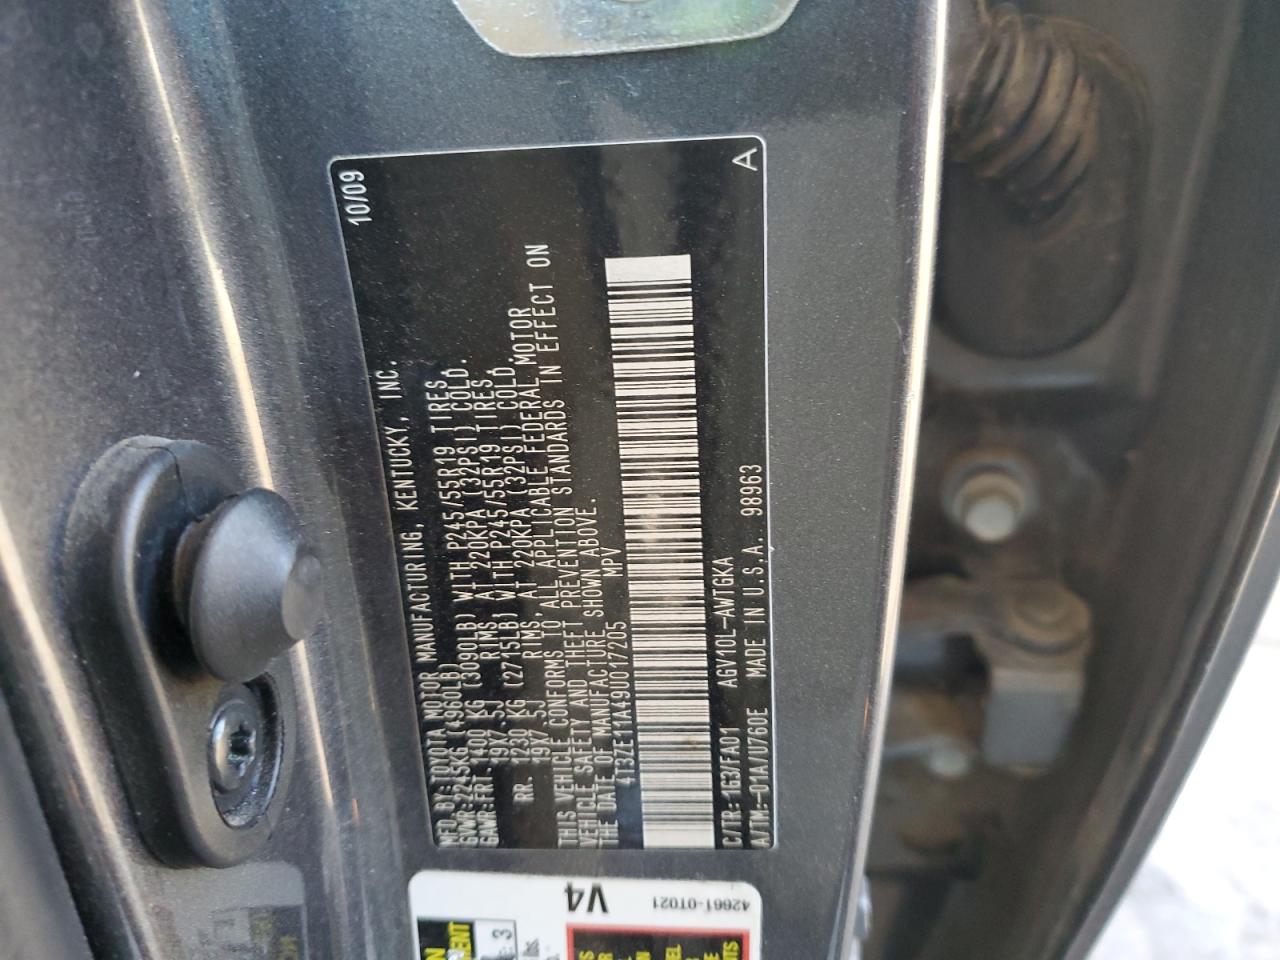 10/09
MFD.BY:TOYOTA MOTOR MANUFACTURING, KENTUCKY, INC.
GVWR:2245KG (4960LB)
GAWR:FRT. 1400 KG (3090LB) WITH P245/55R19 TIRES,
19X7.5J RIMS, AT 220KPA (32PSI) COLD.
RR. 1230 KG (2715LB) WITH P245/55R19 TIRES,
19X7.5J RIMS, AT 220KPA (32PSI) COLD.
THIS VEHICLE CONFORMS TO ALL APPLICABLE FEDERAL MOTOR
VEHICLE SAFETY AND THEFT PREVENTION STANDARDS IN EFFECT ON
THE DATE OF MANUFACTURE SHOWN ABOVE.
4T3ZE11A49U017205 MPV
C/TR:1G3/FA01 AGV10L-AWTGKA
A/TM:-01A/U760E MADE IN U.S.A. 98963
A
V4
42661-0T021
3